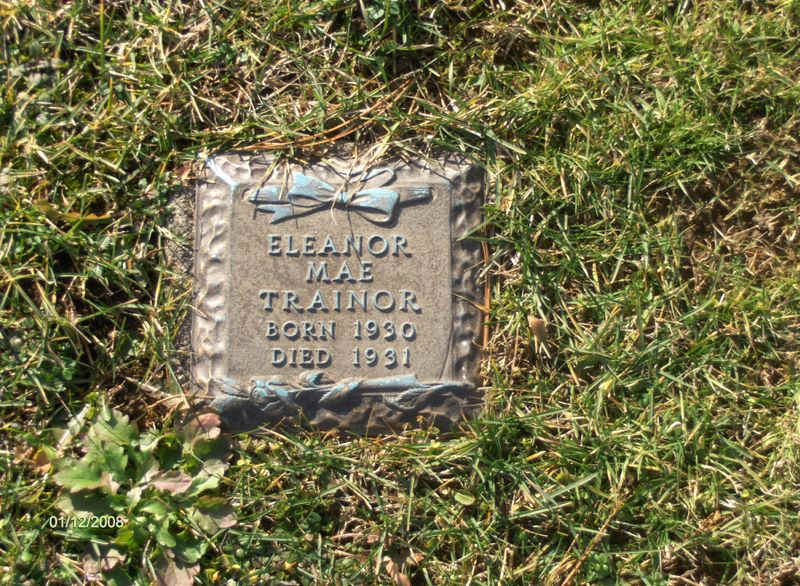 ELEANOR
MAE
TRAINOR
BORN 1930
DIED 1931
01/12/2008